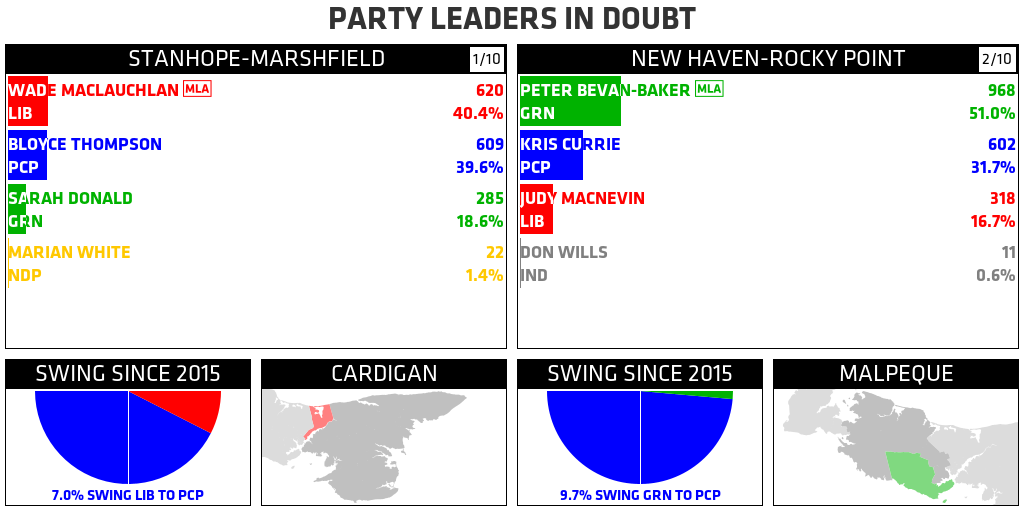 PARTY LEADERS IN DOUBT
STANHOPE-MARSHFIELD 1/10
WADE MACLAUCHLAN MLA 620
LIB 40.4%
BLOYCE THOMPSON 609
PCP 39.6%
SARAH DONALD 285
GRN 18.6%
MARIAN WHITE 22
NDP 1.4%
NEW HAVEN-ROCKY POINT 2/10
PETER BEVAN-BAKER MLA 968
GRN 51.0%
KRIS CURRIE 602
PCP 31.7%
JUDY MACNEVIN 318
LIB 16.7%
DON WILLS 11
IND 0.6%
SWING SINCE 2015
7.0% SWING LIB TO PCP
CARDIGAN
SWING SINCE 2015
9.7% SWING GRN TO PCP
MALPEQUE